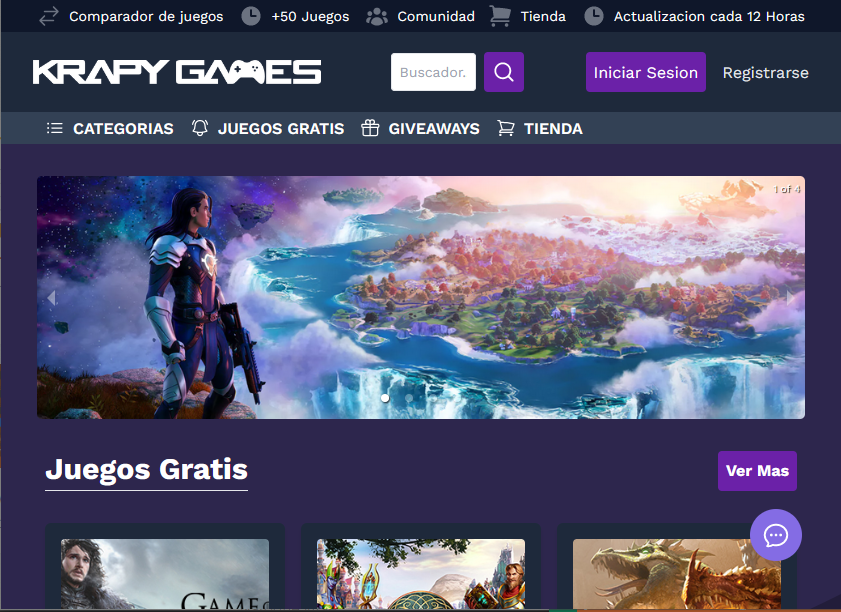 Comparador de juegos +50 Juegos Comunidad Tienda Actualizacion cada 12 Horas
KRAPY GAMES Buscador. Iniciar Sesion Registrarse
CATEGORIAS JUEGOS GRATIS GIVEAWAYS TIENDA
1 of 4
Juegos Gratis Ver Mas
GAME